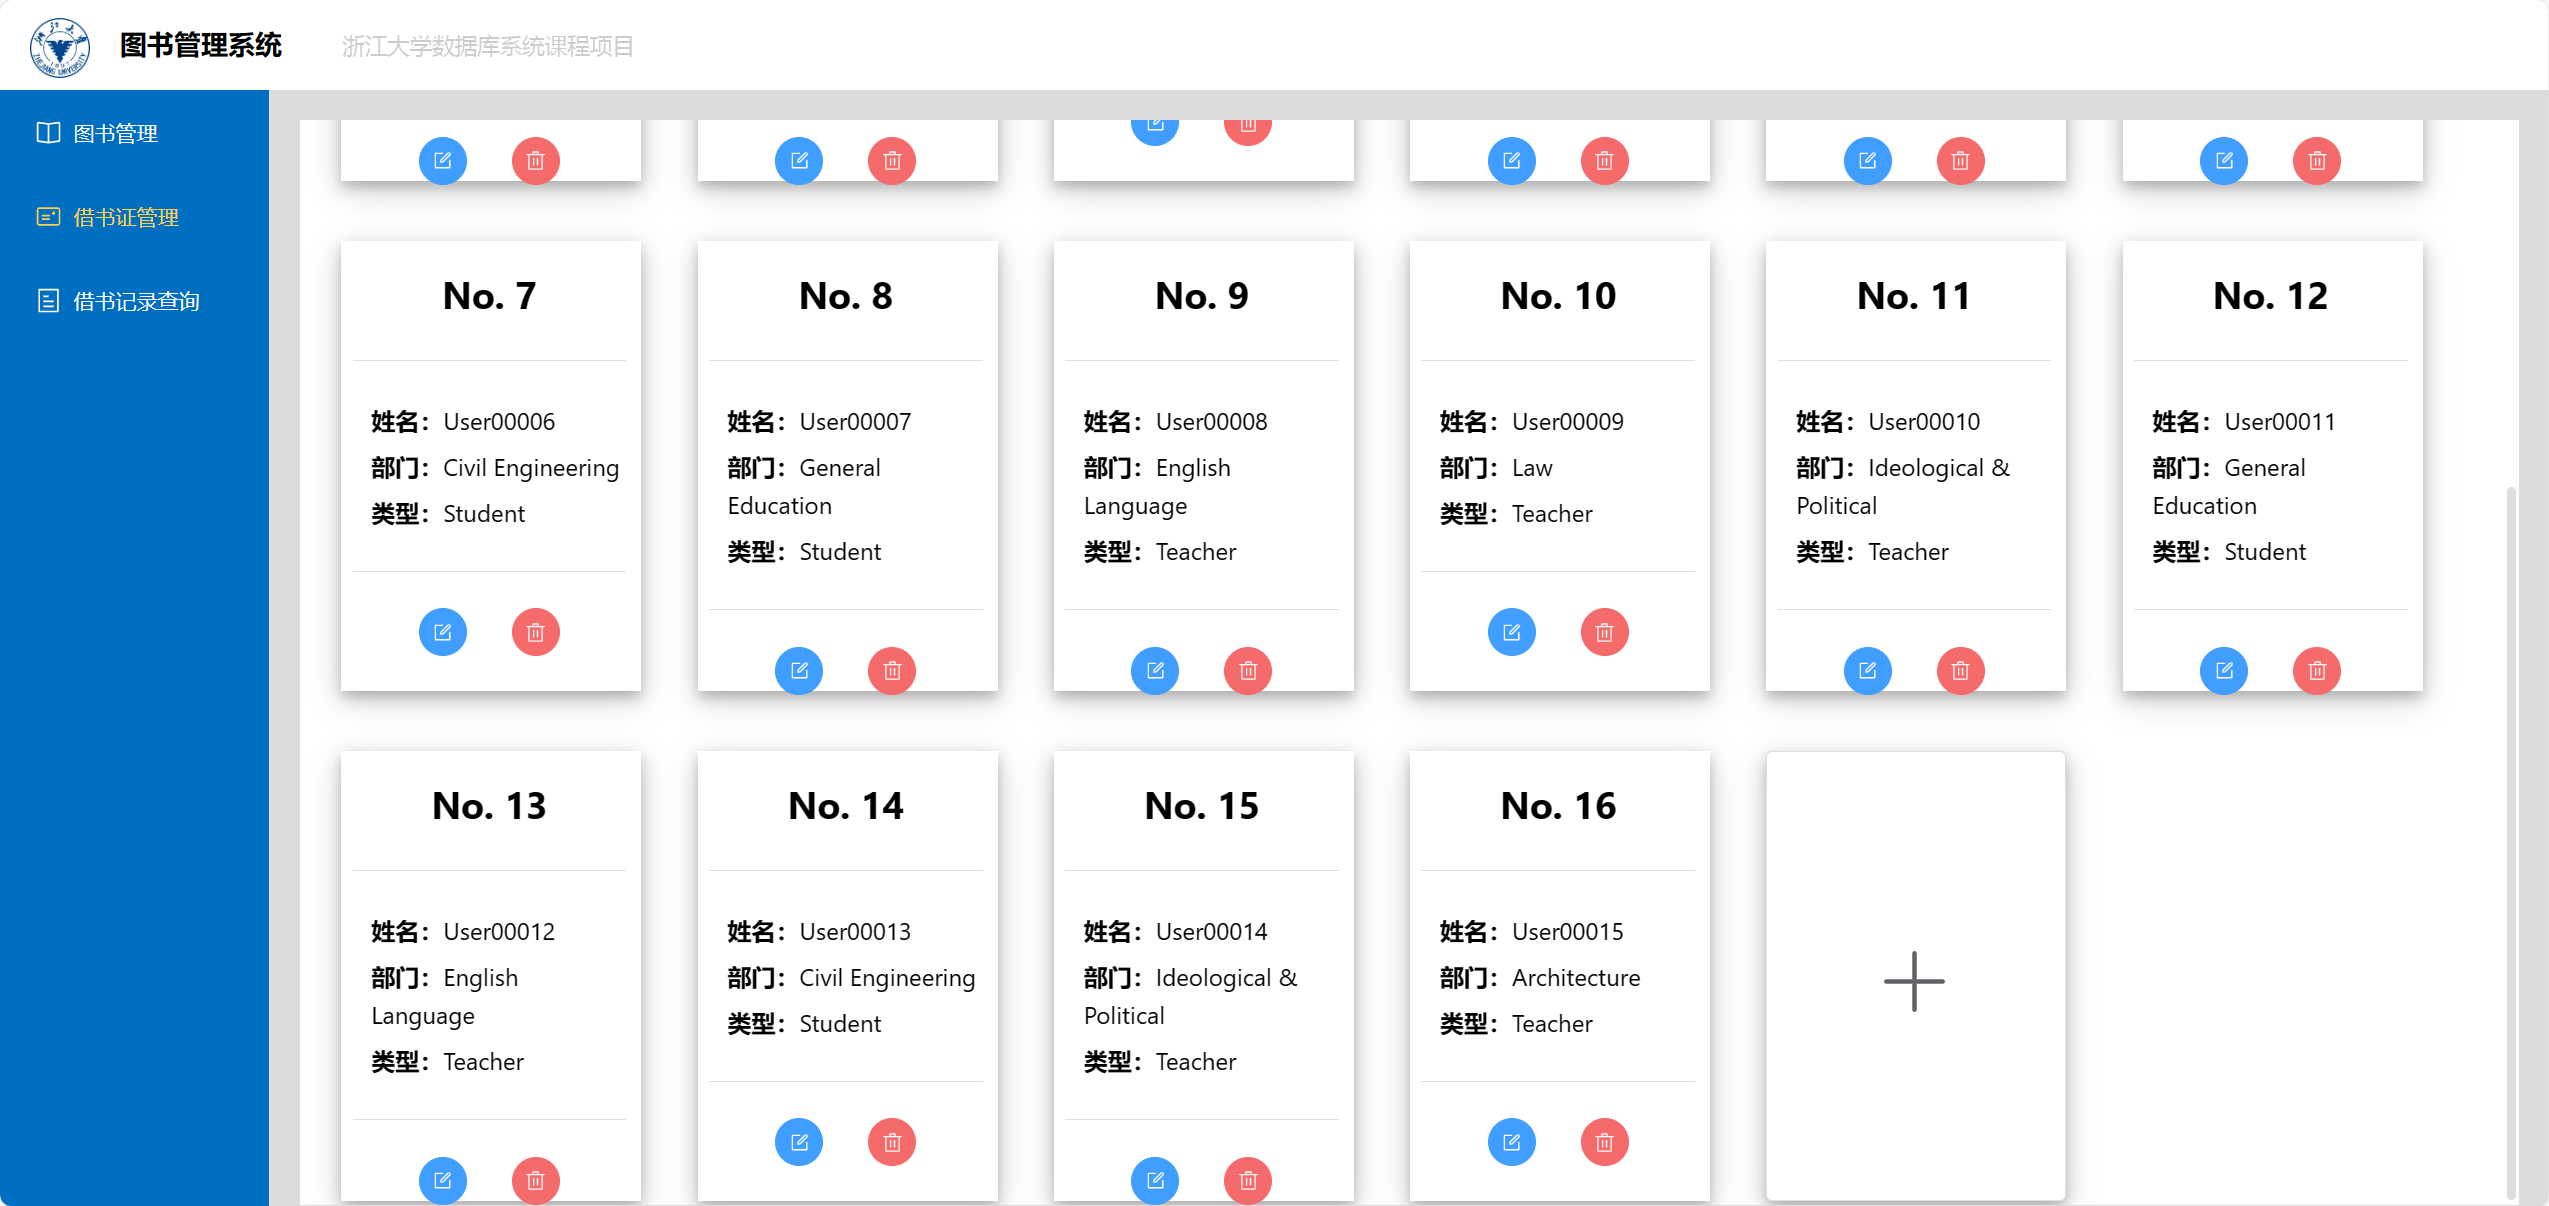 图书管理系统 浙江大学数据库系统课程项目
图书管理
借书证管理
借书记录查询
No. 7
姓名：User00006
部门：Civil Engineering
类型：Student
No. 8
姓名：User00007
部门：General
Education
类型：Student
No. 9
姓名：User00008
部门：English
Language
类型：Teacher
No. 10
姓名：User00009
部门：Law
类型：Teacher
No. 11
姓名：User00010
部门：Ideological &
Political
类型：Teacher
No. 12
姓名：User00011
部门：General
Education
类型：Student
No. 13
姓名：User00012
部门：English
Language
类型：Teacher
No. 14
姓名：User00013
部门：Civil Engineering
类型：Student
No. 15
姓名：User00014
部门：Ideological &
Political
类型：Teacher
No. 16
姓名：User00015
部门：Architecture
类型：Teacher